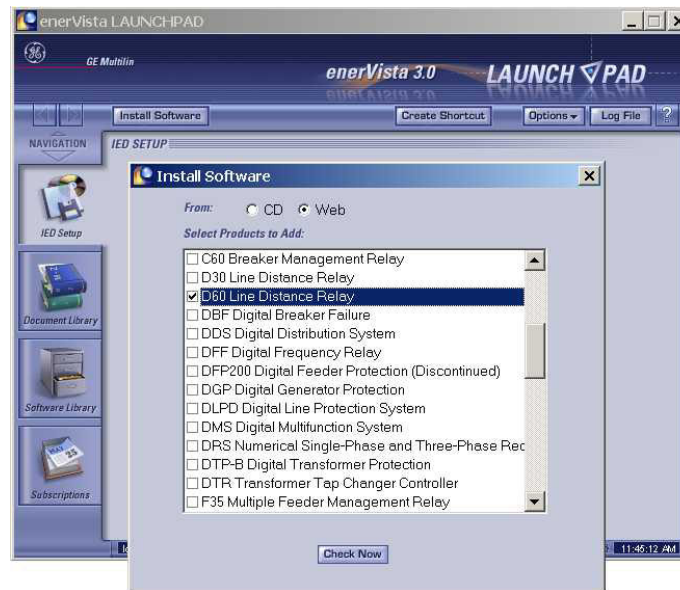 enerVista LAUNCHPAD
GE Multilin
enerVista 3.0 LAUNCH PAD
Install Software Create Shortcut Options Log File ?
NAVIGATION
IED SETUP
IED Setup
Document Library
Software Library
Subscriptions
Install Software
From: CD Web
Select Products to Add:
C60 Breaker Management Relay
D30 Line Distance Relay
D60 Line Distance Relay
DBF Digital Breaker Failure
DDS Digital Distribution System
DFF Digital Frequency Relay
DFP200 Digital Feeder Protection (Discontinued)
DGP Digital Generator Protection
DLPD Digital Line Protection System
DMS Digital Multifunction System
DRS Numerical Single-Phase and Three-Phase Rec
DTP-B Digital Transformer Protection
DTR Transformer Tap Changer Controller
F35 Multiple Feeder Management Relay
Check Now
11:45:12 AM